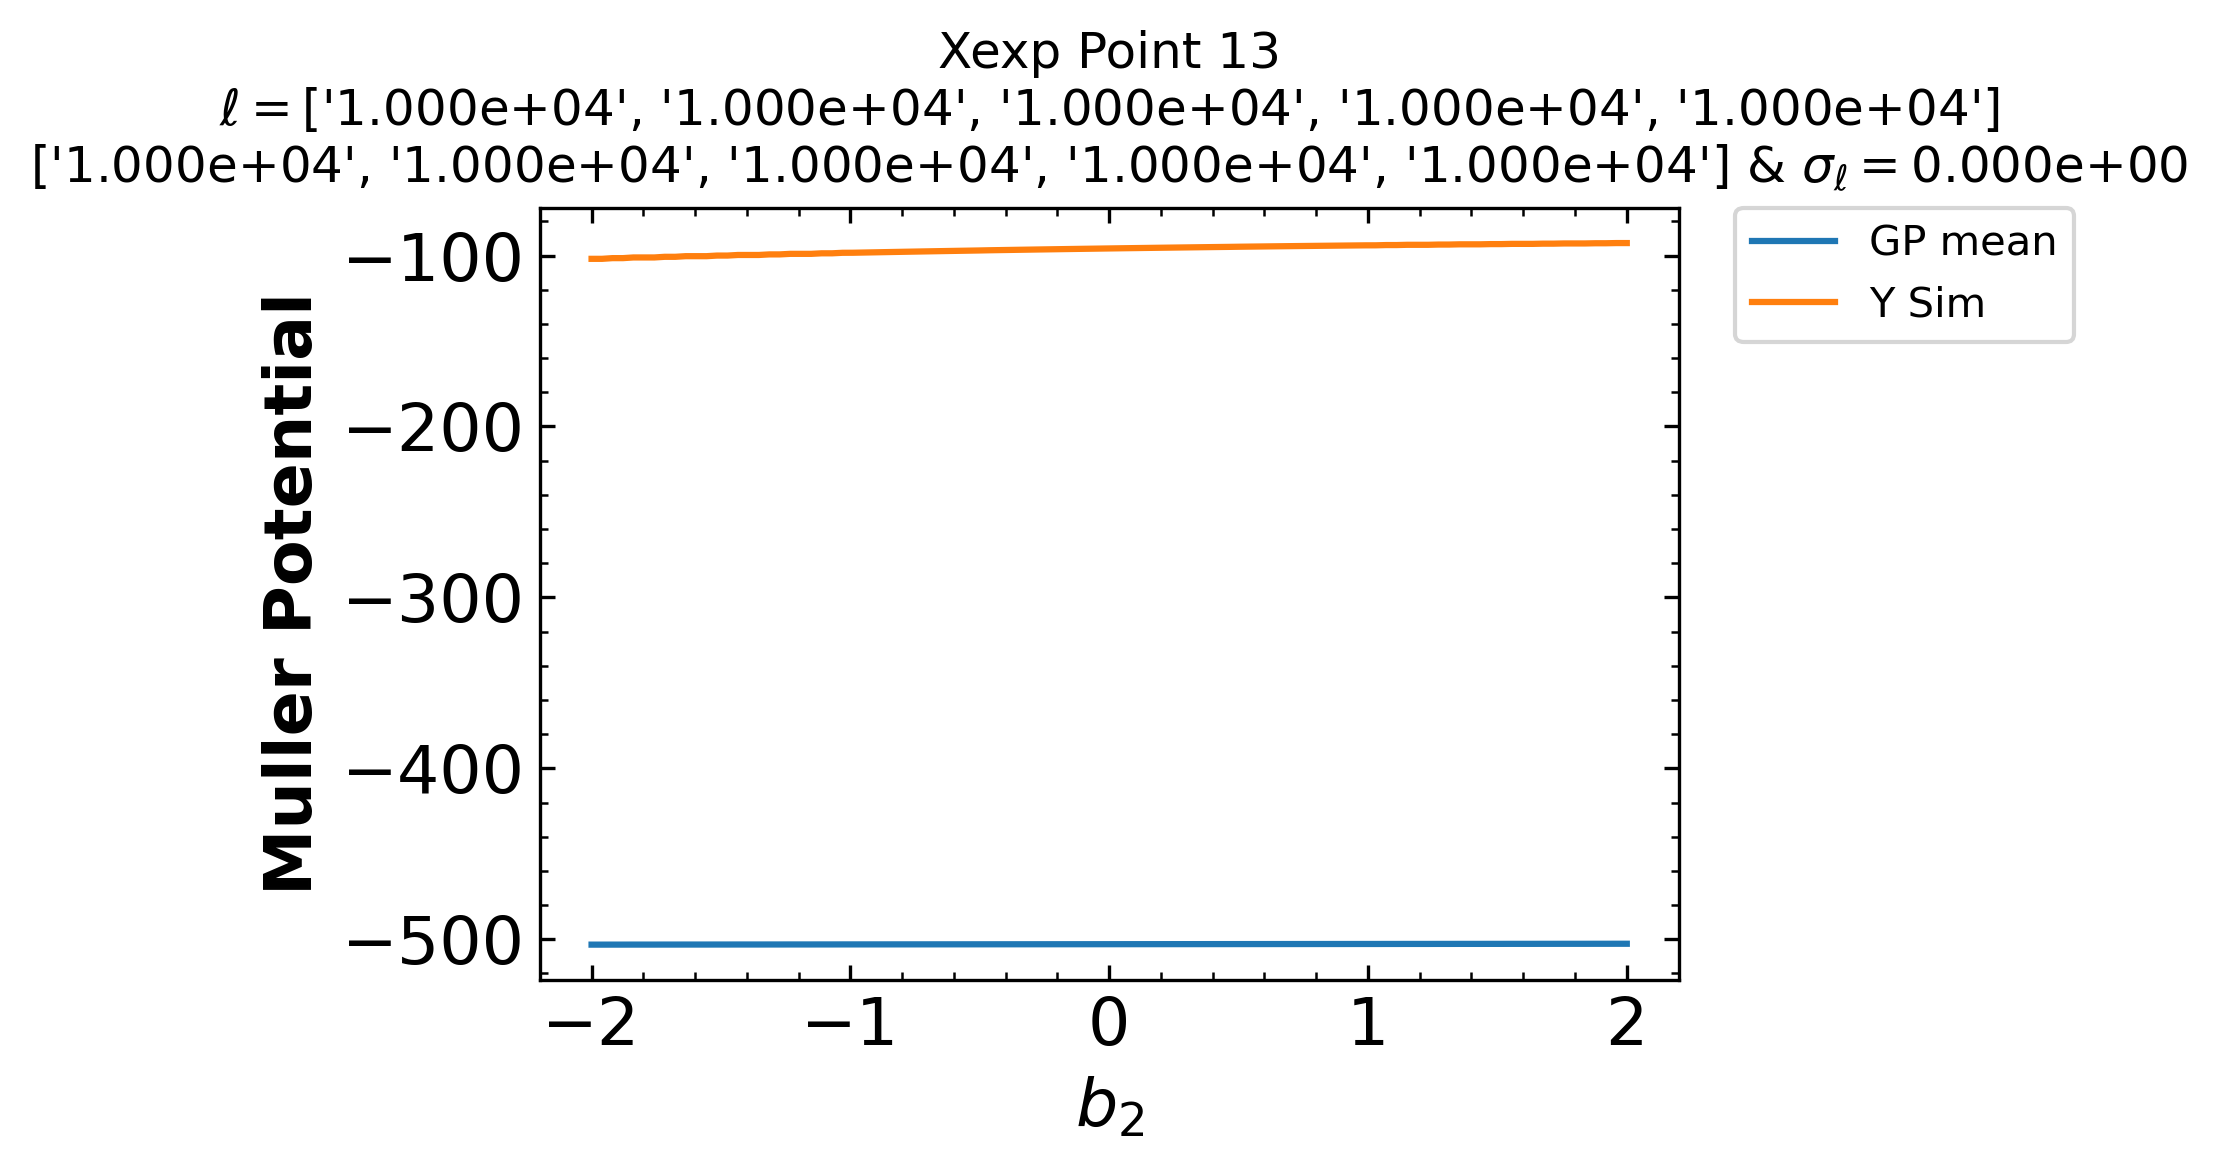 Xexp Point 13
ℓ = ['1.000e+04', '1.000e+04', '1.000e+04', '1.000e+04', '1.000e+04']
['1.000e+04', '1.000e+04', '1.000e+04', '1.000e+04', '1.000e+04'] & σ_ℓ = 0.000e+00
GP mean
Y Sim
Muller Potential
−100
−200
−300
−400
−500
−2 −1 0 1 2
b₂